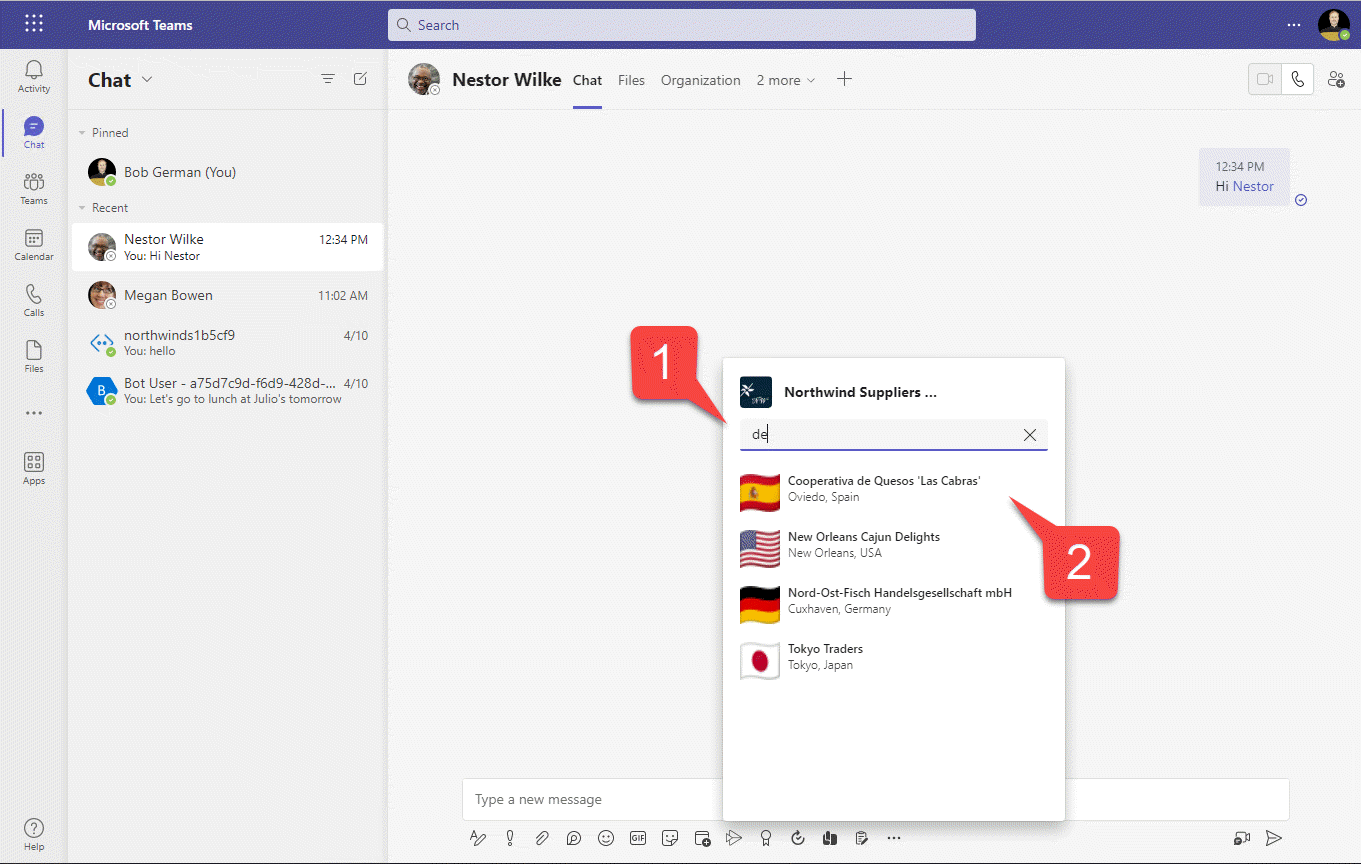 Microsoft Teams
Search
Activity
Chat
Teams
Calendar
Calls
Files
Apps
Help
Chat
Pinned
Bob German (You)
Recent
Nestor Wilke 12:34 PM
You: Hi Nestor
Megan Bowen 11:02 AM
northwinds1b5cf9 4/10
You: hello
B
Bot User - a75d7c9d-f6d9-428d-... 4/10
You: Let's go to lunch at Julio's tomorrow
Nestor Wilke Chat Files Organization 2 more
12:34 PM
Hi Nestor
1
Northwind Suppliers ...
de
Cooperativa de Quesos 'Las Cabras'
Oviedo, Spain
New Orleans Cajun Delights
New Orleans, USA
2
Nord-Ost-Fisch Handelsgesellschaft mbH
Cuxhaven, Germany
Tokyo Traders
Tokyo, Japan
Type a new message
GIF